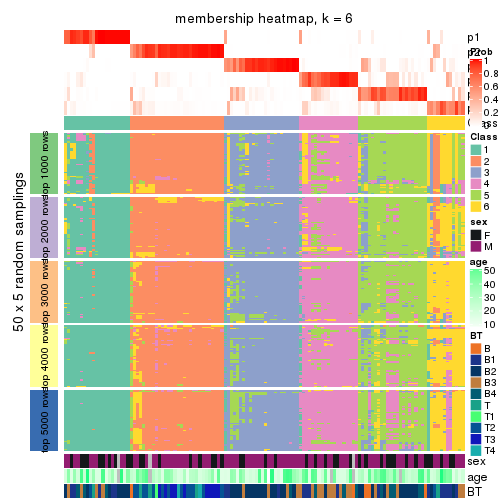 membership heatmap, k = 6
p1
p2
Prob
1
0.8
0.6
0.4
0.2
0
Class
1
2
3
4
5
6
sex
F
M
age
50
40
30
20
10
BT
B
B1
B2
B3
B4
T
T1
T2
T3
T4
50 x 5 random samplings
top 1000 rows
top 2000 rows
top 3000 rows
top 4000 rows
top 5000 rows
sex
age
BT